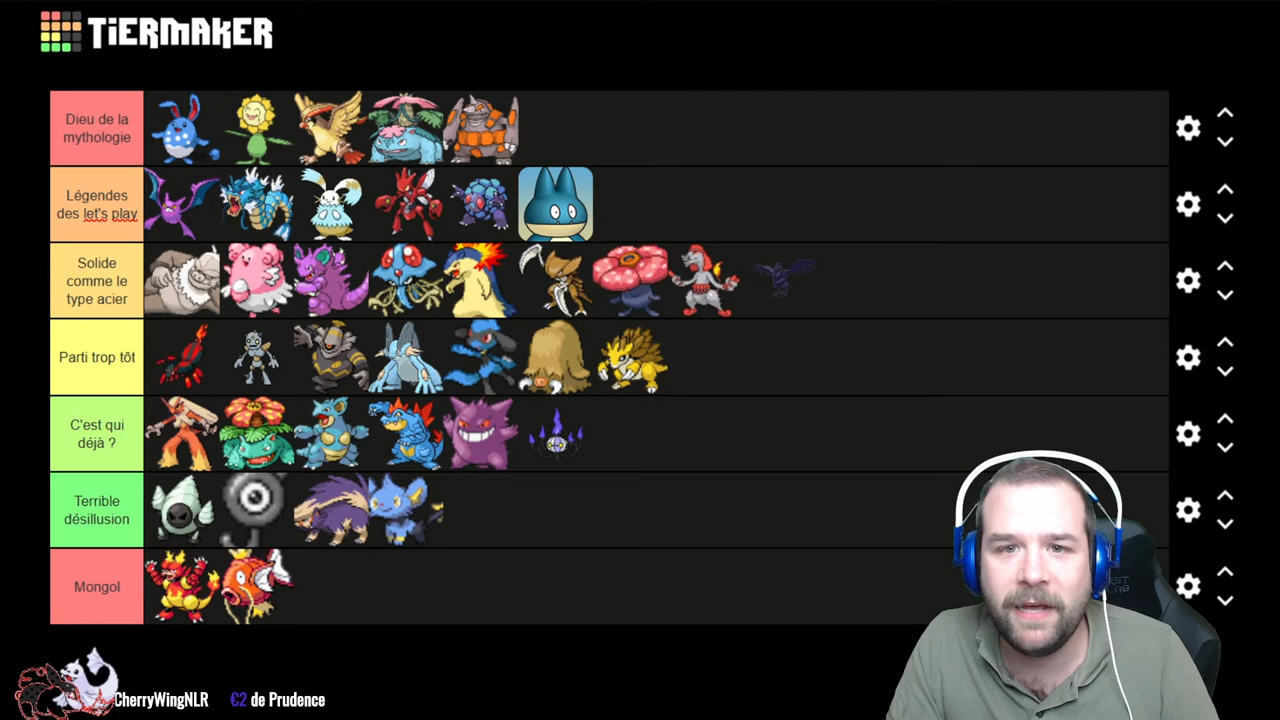 TiERMAKER
Dieu de la
mythologie
Légendes
des let's play
Solide
comme le
type acier
Parti trop tôt
C'est qui
déjà ?
Terrible
désillusion
Mongol
CherryWingNLR €2 de Prudence